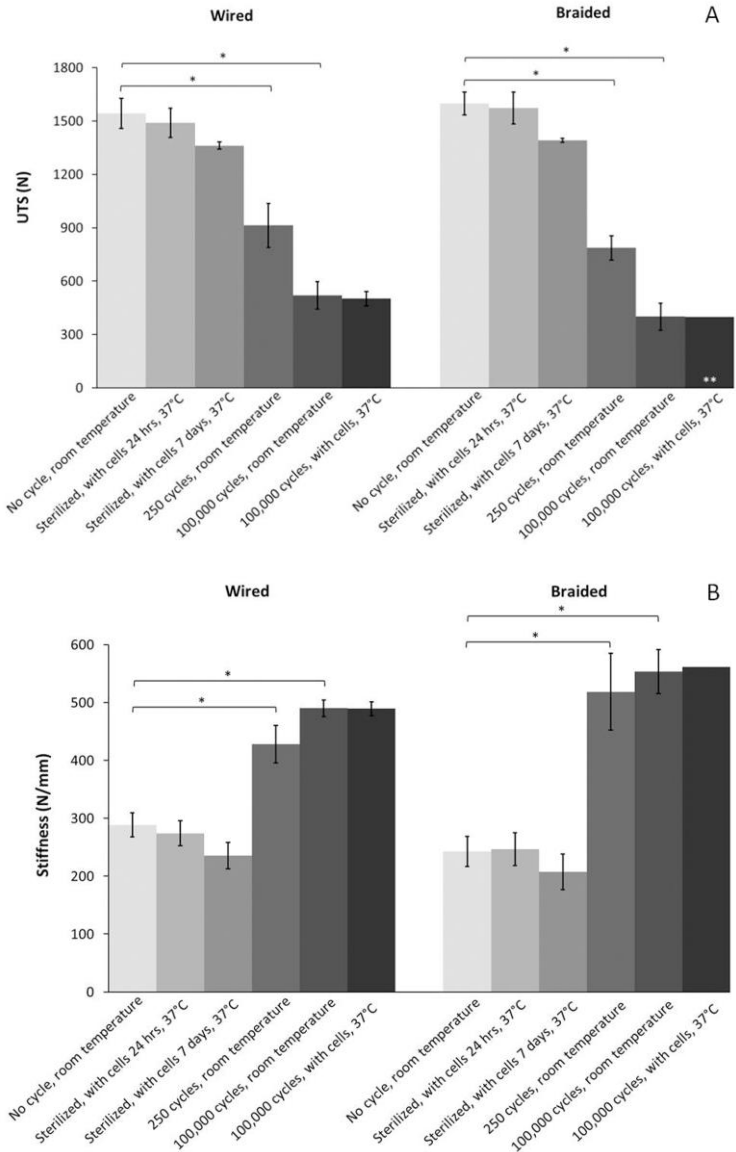 Wired
Braided
A
*
*
*
*
UTS (N)
1800
1500
1200
900
600
300
0
**
No cycle, room temperature
Sterilized, with cells 24 hrs, 37°C
Sterilized, with cells 7 days, 37°C
250 cycles, room temperature
100,000 cycles, room temperature
100,000 cycles, with cells, 37°C
No cycle, room temperature
Sterilized, with cells 24 hrs, 37°C
Sterilized, with cells 7 days, 37°C
250 cycles, room temperature
100,000 cycles, room temperature
100,000 cycles, with cells, 37°C
Wired
Braided
B
*
*
*
*
Stiffness (N/mm)
600
500
400
300
200
100
0
No cycle, room temperature
Sterilized, with cells 24 hrs, 37°C
Sterilized, with cells 7 days, 37°C
250 cycles, room temperature
100,000 cycles, room temperature
100,000 cycles, with cells, 37°C
No cycle, room temperature
Sterilized, with cells 24 hrs, 37°C
Sterilized, with cells 7 days, 37°C
250 cycles, room temperature
100,000 cycles, room temperature
100,000 cycles, with cells, 37°C